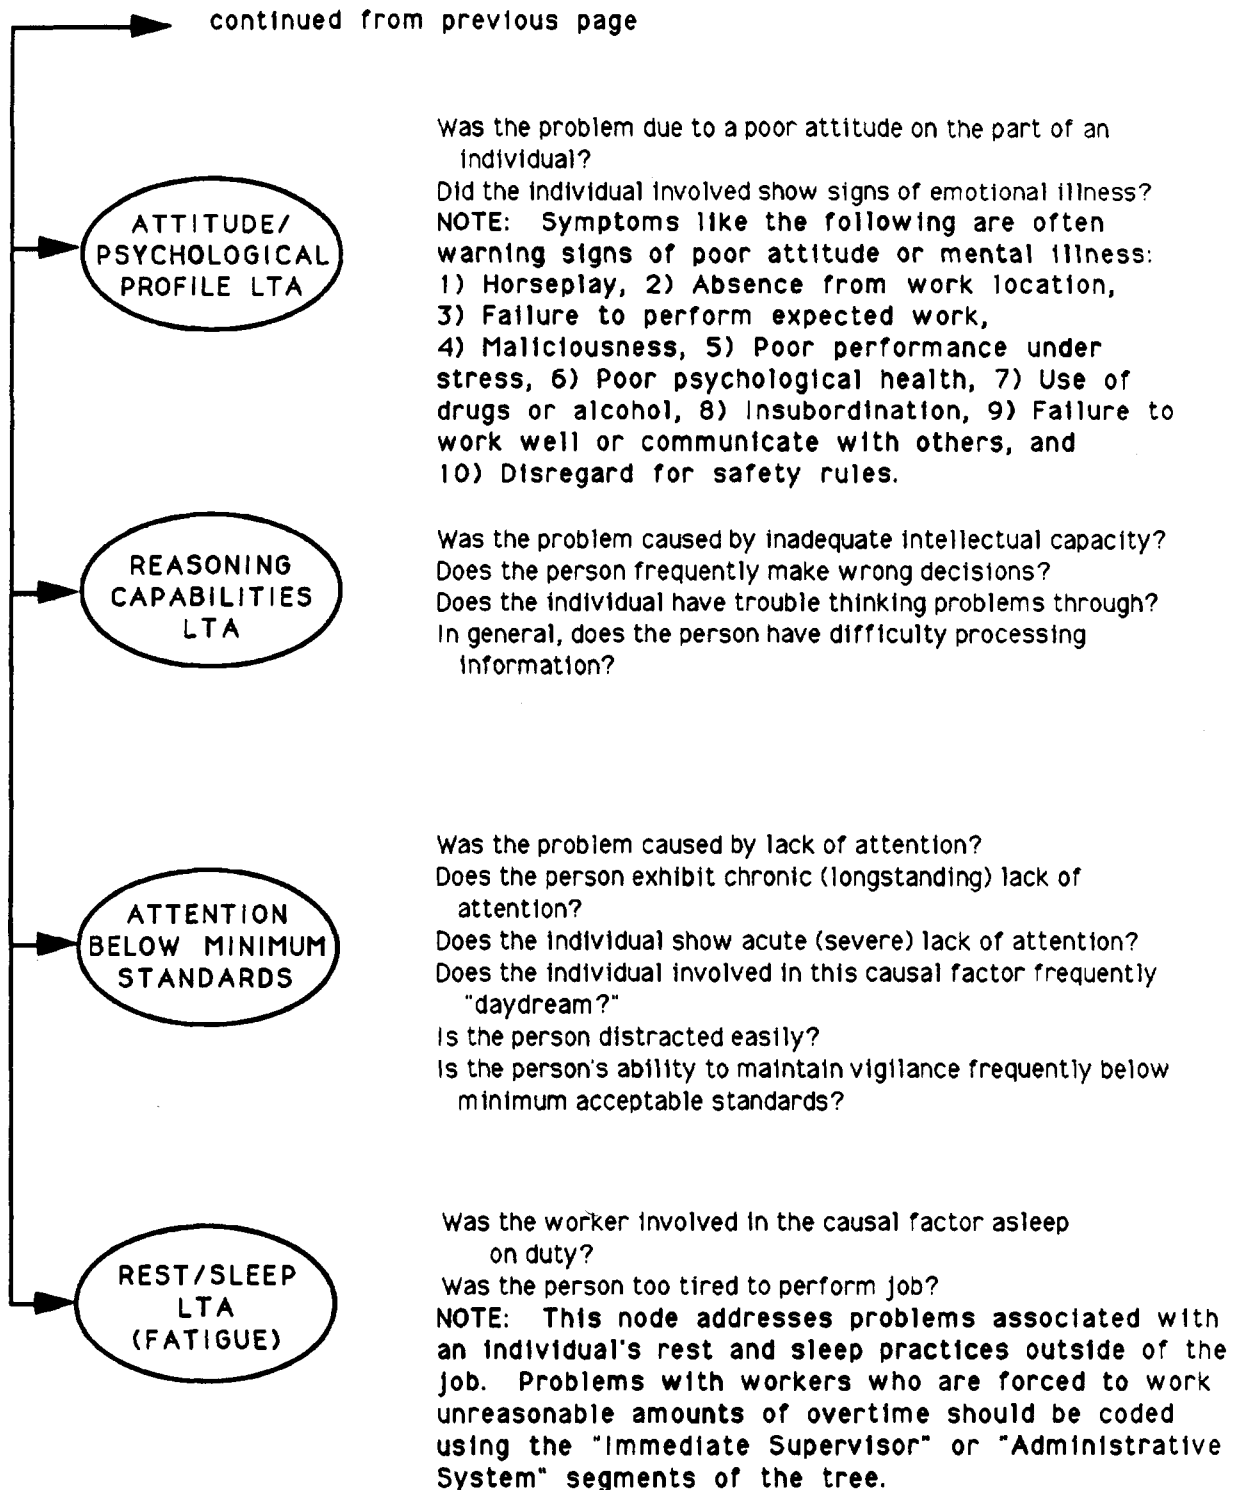 continued from previous page
ATTITUDE/
PSYCHOLOGICAL
PROFILE LTA
Was the problem due to a poor attitude on the part of an
individual?
Did the individual involved show signs of emotional illness?
NOTE: Symptoms like the following are often
warning signs of poor attitude or mental illness:
1) Horseplay, 2) Absence from work location,
3) Failure to perform expected work,
4) Maliciousness, 5) Poor performance under
stress, 6) Poor psychological health, 7) Use of
drugs or alcohol, 8) Insubordination, 9) Failure to
work well or communicate with others, and
10) Disregard for safety rules.
REASONING
CAPABILITIES
LTA
Was the problem caused by inadequate intellectual capacity?
Does the person frequently make wrong decisions?
Does the individual have trouble thinking problems through?
In general, does the person have difficulty processing
information?
ATTENTION
BELOW MINIMUM
STANDARDS
Was the problem caused by lack of attention?
Does the person exhibit chronic (longstanding) lack of
attention?
Does the individual show acute (severe) lack of attention?
Does the individual involved in this causal factor frequently
"daydream?"
Is the person distracted easily?
Is the person's ability to maintain vigilance frequently below
minimum acceptable standards?
REST/SLEEP
LTA
(FATIGUE)
Was the worker involved in the causal factor asleep
on duty?
Was the person too tired to perform job?
NOTE: This node addresses problems associated with
an individual's rest and sleep practices outside of the
job. Problems with workers who are forced to work
unreasonable amounts of overtime should be coded
using the "Immediate Supervisor" or "Administrative
System" segments of the tree.